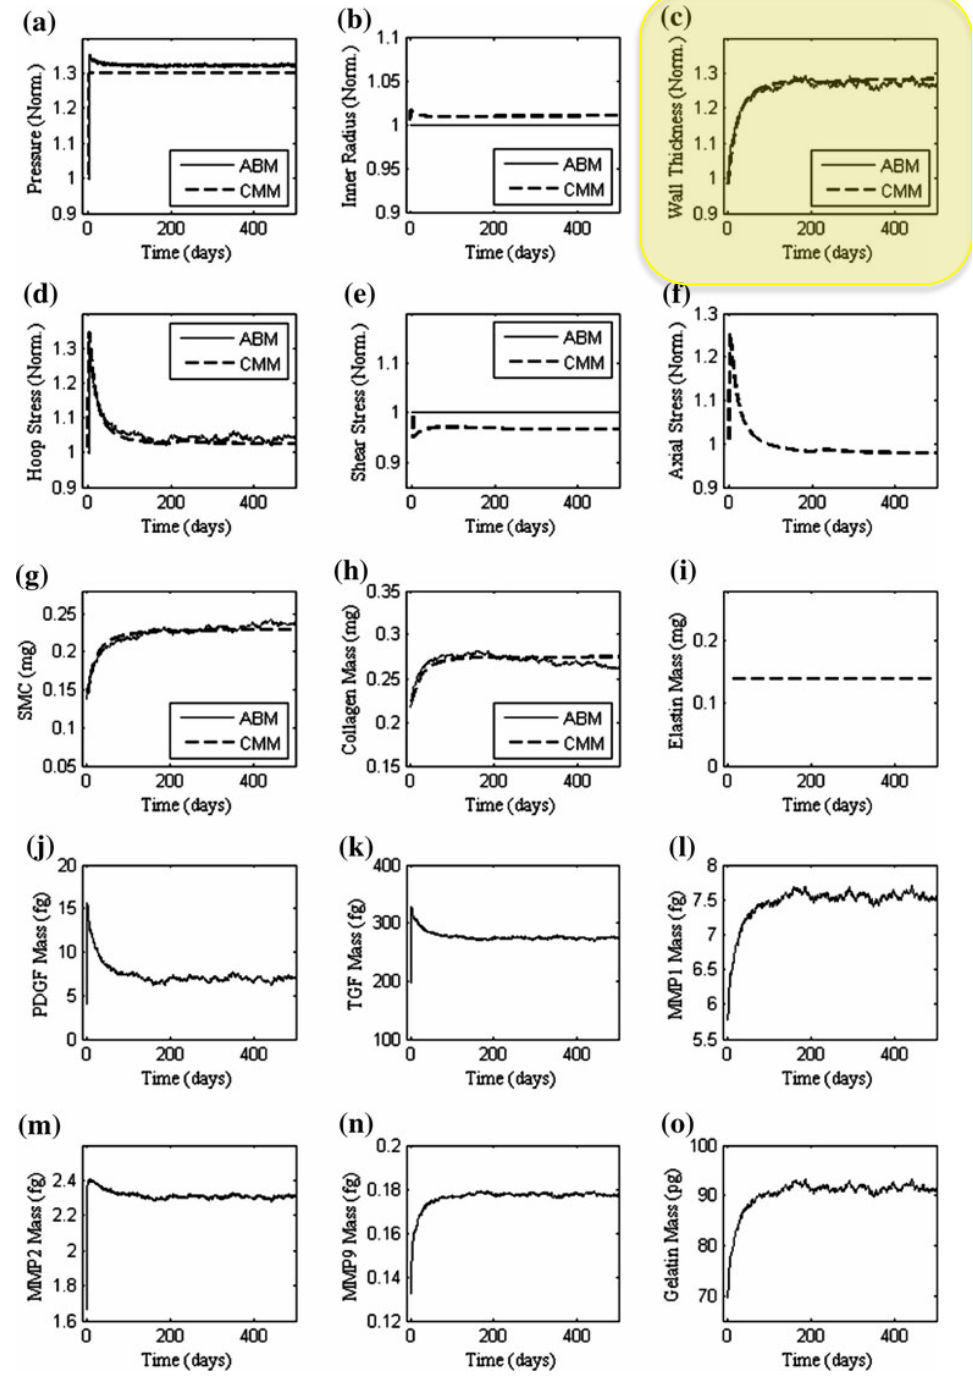 (a)
Pressure (Norm.)
1.3
1.2
1.1
1
0.9
ABM
CMM
0
200
400
Time (days)
(b)
Inner Radius (Norm.)
1.1
1.05
1
0.95
0.9
ABM
CMM
0
200
400
Time (days)
(c)
Wall Thickness (Norm.)
1.3
1.2
1.1
1
0.9
ABM
CMM
0
200
400
Time (days)
(d)
Hoop Stress (Norm.)
1.3
1.2
1.1
1
0.9
ABM
CMM
0
200
400
Time (days)
(e)
Shear Stress (Norm.)
1.1
1
0.9
ABM
CMM
0
200
400
Time (days)
(f)
Axial Stress (Norm.)
1.3
1.2
1.1
1
0.9
0
200
400
Time (days)
(g)
SMC (mg)
0.25
0.2
0.15
0.1
0.05
ABM
CMM
0
200
400
Time (days)
(h)
Collagen Mass (mg)
0.35
0.3
0.25
0.2
0.15
ABM
CMM
0
200
400
Time (days)
(i)
Elastin Mass (mg)
0.2
0.1
0
0
200
400
Time (days)
(j)
PDGF Mass (fg)
20
15
10
5
0
0
200
400
Time (days)
(k)
TGF Mass (fg)
400
300
200
100
0
200
400
Time (days)
(l)
MMP1 Mass (fg)
8
7.5
7
6.5
6
5.5
0
200
400
Time (days)
(m)
MMP2 Mass (fg)
2.4
2.2
2
1.8
1.6
0
200
400
Time (days)
(n)
MMP9 Mass (fg)
0.2
0.18
0.16
0.14
0.12
0
200
400
Time (days)
(o)
Gelatin Mass (pg)
100
90
80
70
0
200
400
Time (days)